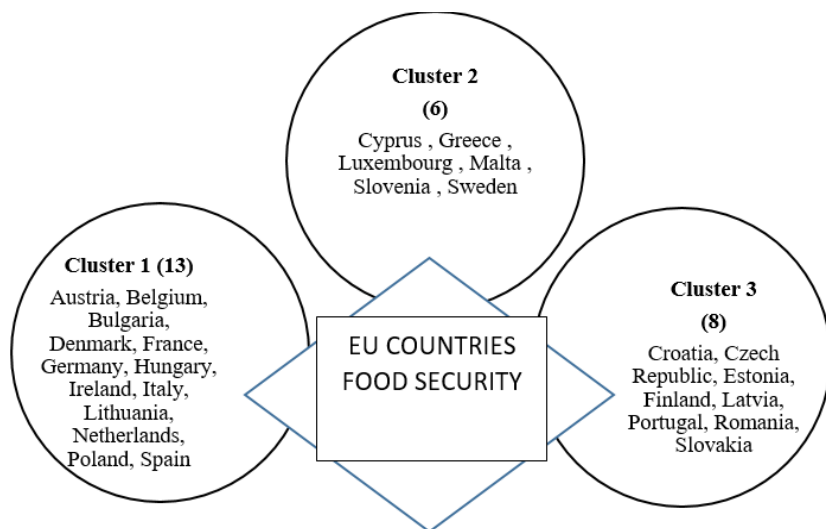 Cluster 2
(6)
Cyprus , Greece ,
Luxembourg , Malta ,
Slovenia , Sweden
Cluster 1 (13)
Austria, Belgium,
Bulgaria,
Denmark, France,
Germany, Hungary,
Ireland, Italy,
Lithuania,
Netherlands,
Poland, Spain
EU COUNTRIES
FOOD SECURITY
Cluster 3
(8)
Croatia, Czech
Republic, Estonia,
Finland, Latvia,
Portugal, Romania,
Slovakia